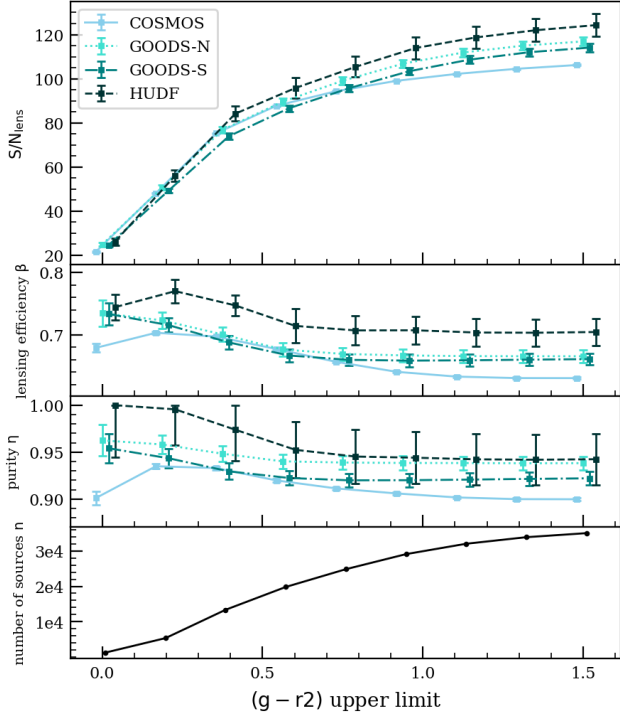 COSMOS
GOODS-N
GOODS-S
HUDF
S/N_lens
120
100
80
60
40
20
lensing efficiency β
0.8
0.7
purity η
1.00
0.95
0.90
number of sources n
3e4
2e4
1e4
0.0 0.5 1.0 1.5
(g − r2) upper limit